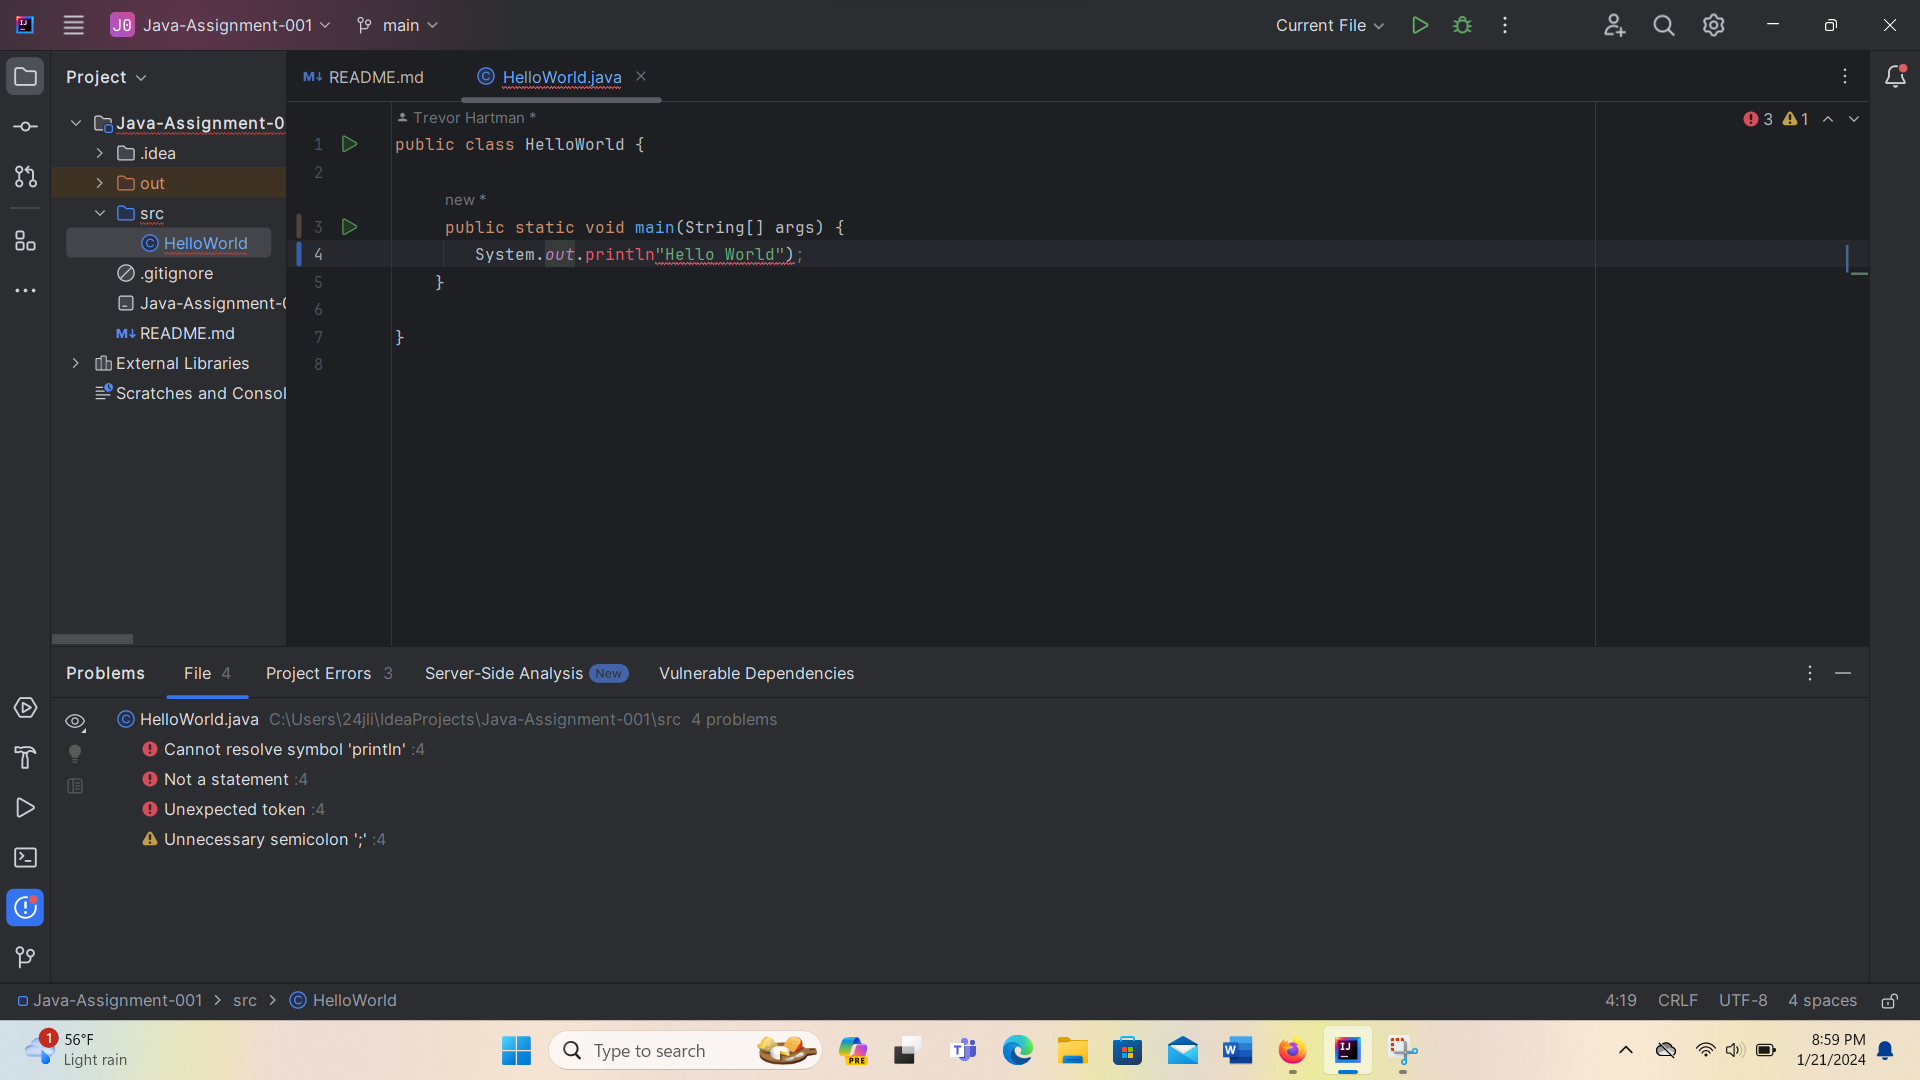 J0 Java-Assignment-001 main Current File
Project
README.md HelloWorld.java
Java-Assignment-0
.idea
out
src
HelloWorld
.gitignore
Java-Assignment-0
README.md
External Libraries
Scratches and Consol
Trevor Hartman *
3 1
1 public class HelloWorld {
2
new *
3 public static void main(String[] args) {
4 System.out.println"Hello World");
5 }
6
7 }
8
Problems File 4 Project Errors 3 Server-Side Analysis New Vulnerable Dependencies
HelloWorld.java C:\Users\24jli\IdeaProjects\Java-Assignment-001\src 4 problems
Cannot resolve symbol 'println' :4
Not a statement :4
Unexpected token :4
Unnecessary semicolon ';' :4
Java-Assignment-001 > src > HelloWorld 4:19 CRLF UTF-8 4 spaces
1 56°F
Light rain
Type to search
PRE
8:59 PM
1/21/2024